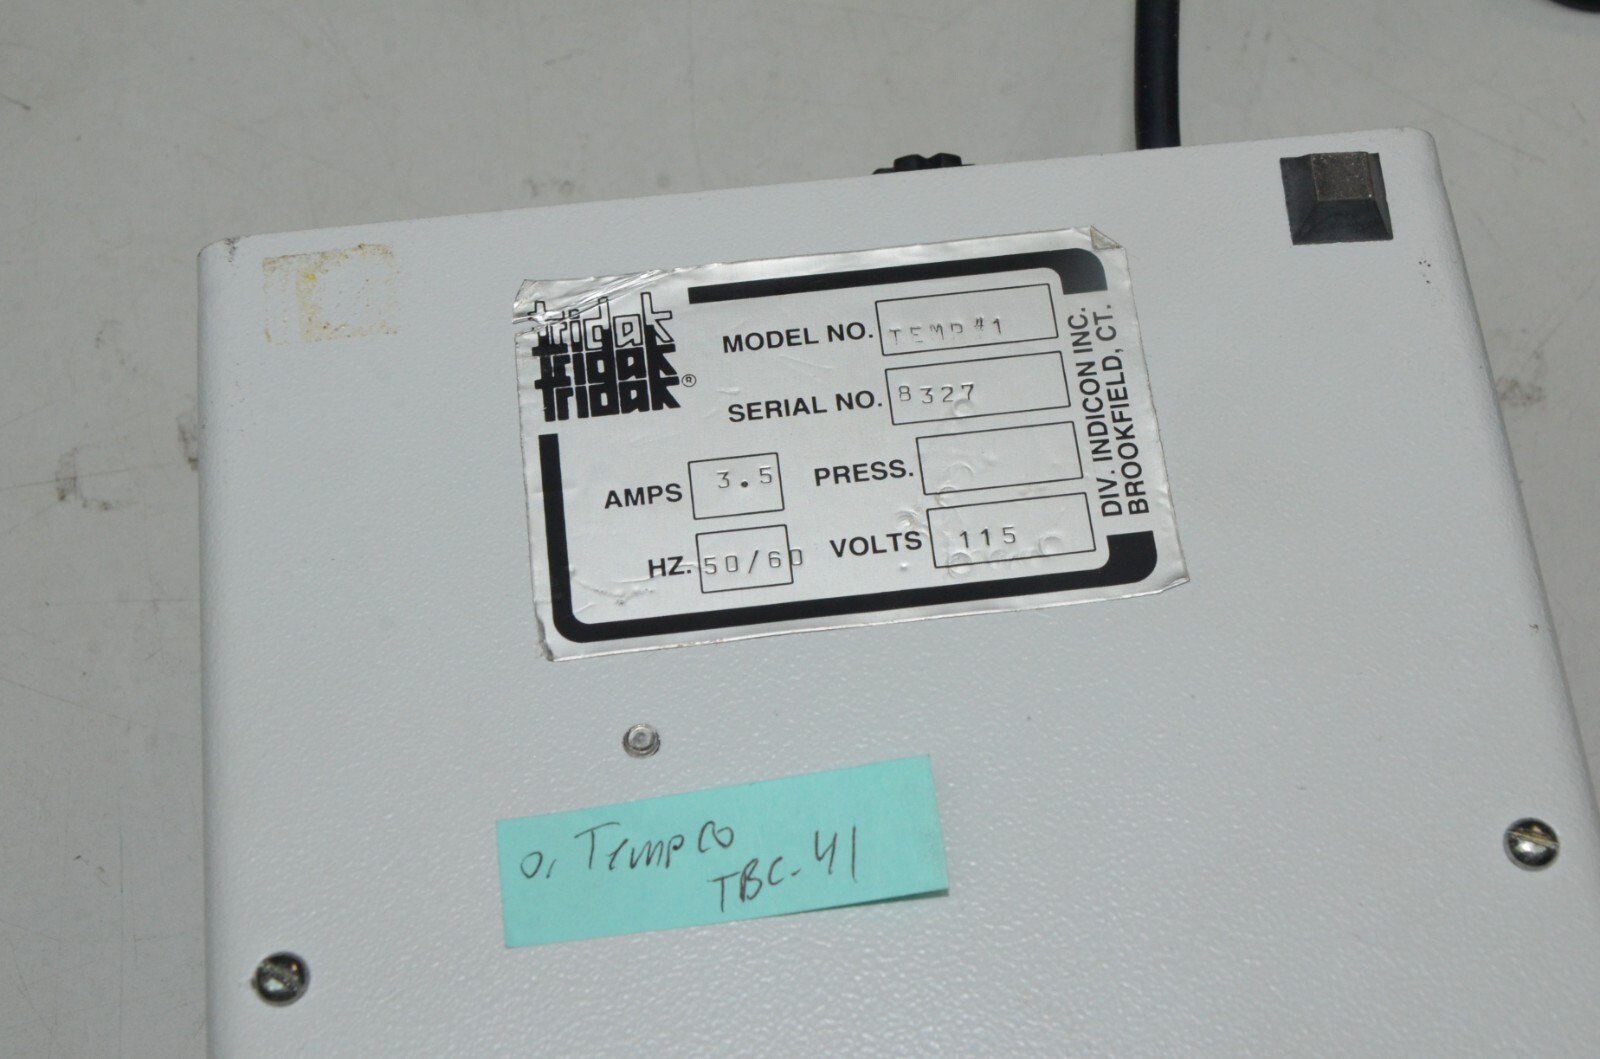 tridak
tridak
tridak®
MODEL NO. TEMP#1
SERIAL NO. 8327
AMPS 3.5 PRESS.
HZ. 50/60 VOLTS 115
DIV. INDICON INC.
BROOKFIELD, CT.
Tempco
TBC-41